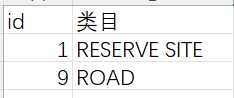 id 类目
1 RESERVE SITE
9 ROAD